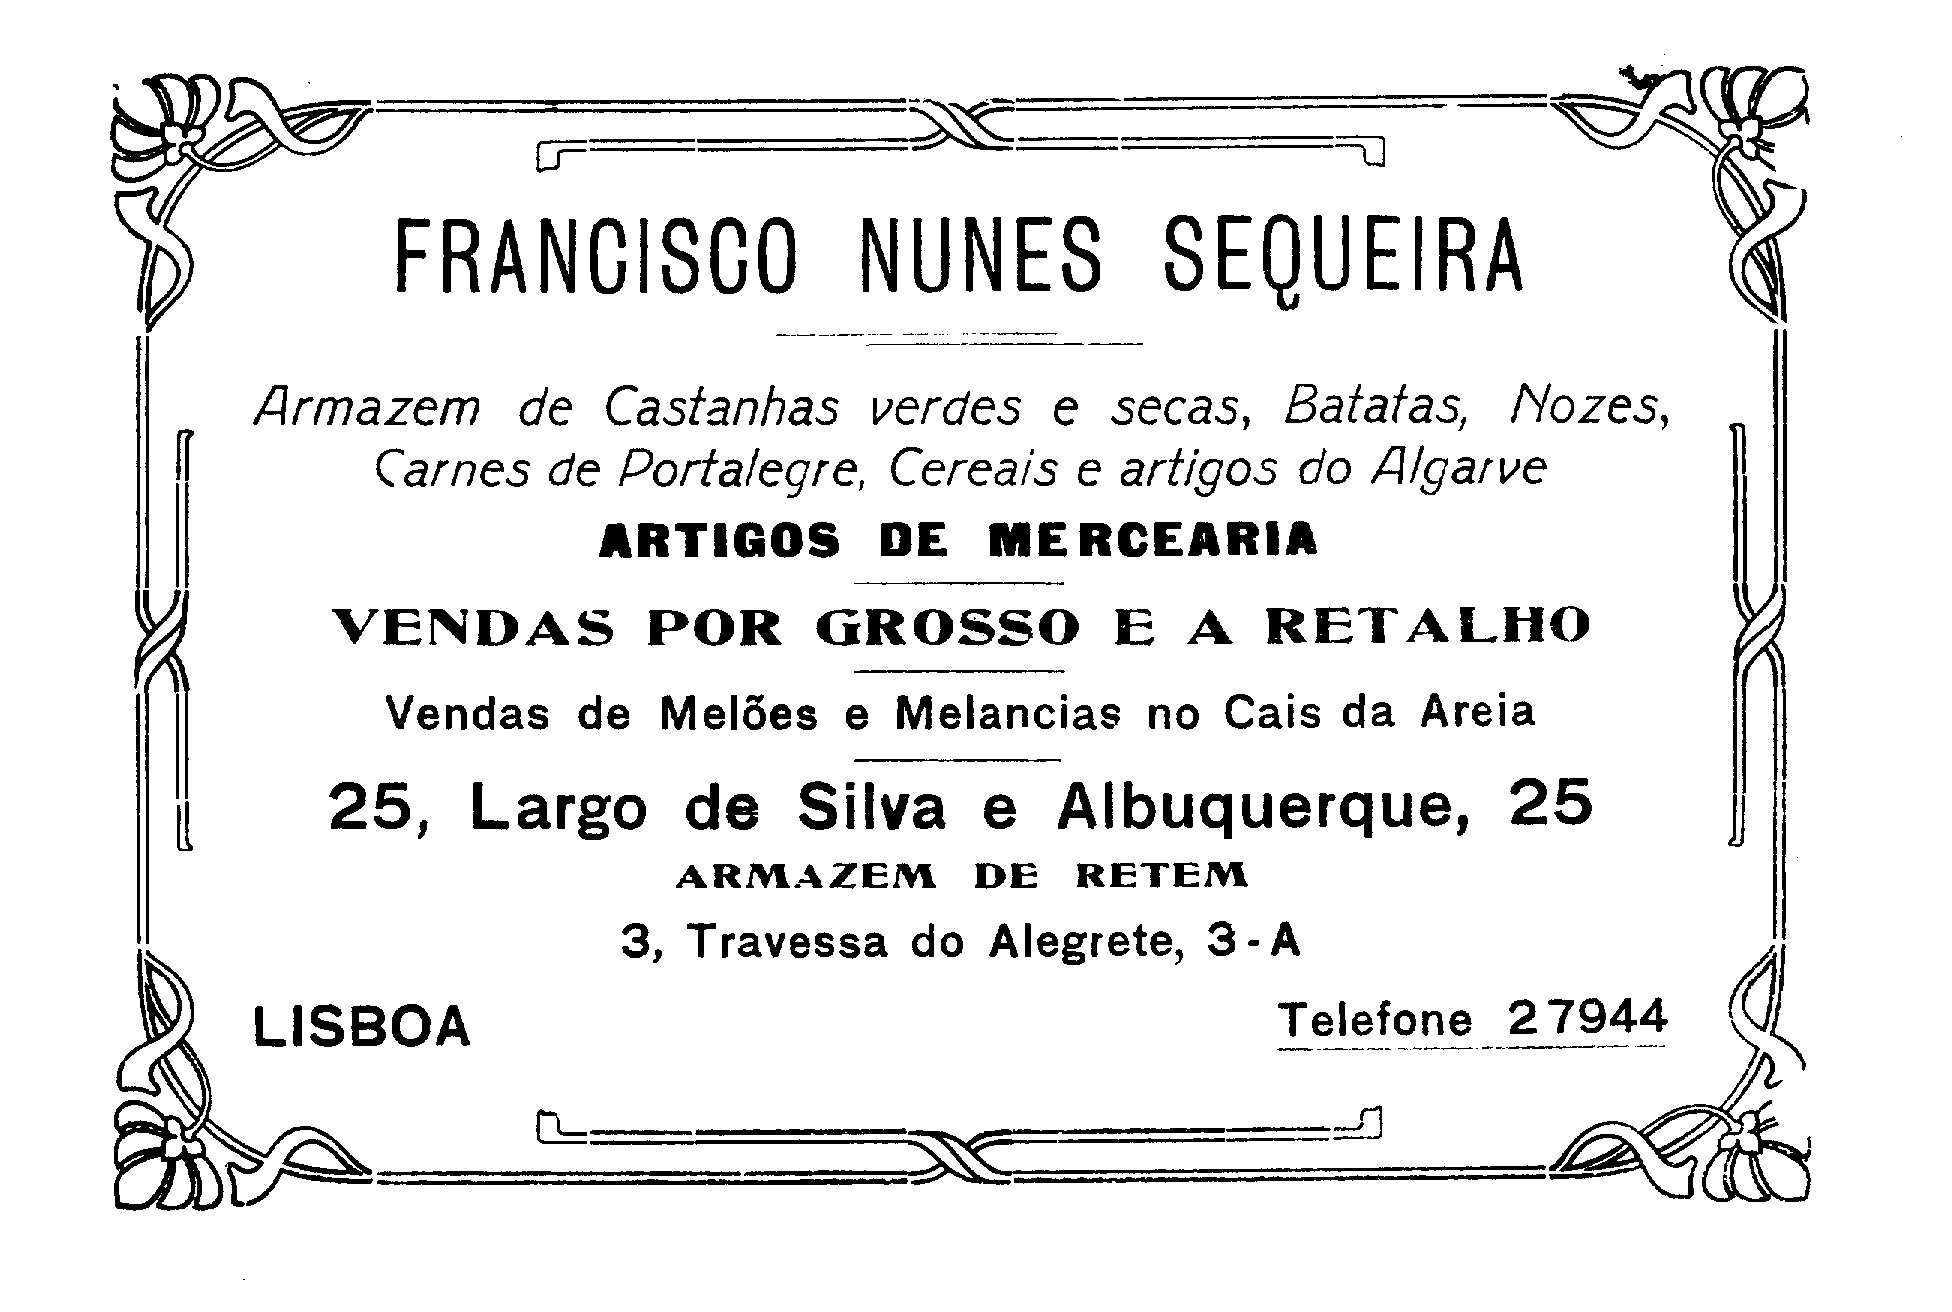 FRANCISCO NUNES SEQUEIRA
Armazem de Castanhas verdes e secas, Batatas, Nozes,
Carnes de Portalegre, Cereais e artigos do Algarve
ARTIGOS DE MERCEARIA
VENDAS POR GROSSO E A RETALHO
Vendas de Melões e Melancias no Cais da Areia
25, Largo de Silva e Albuquerque, 25
ARMAZEM DE RETEM
3, Travessa do Alegrete, 3-A
LISBOA
Telefone 27944